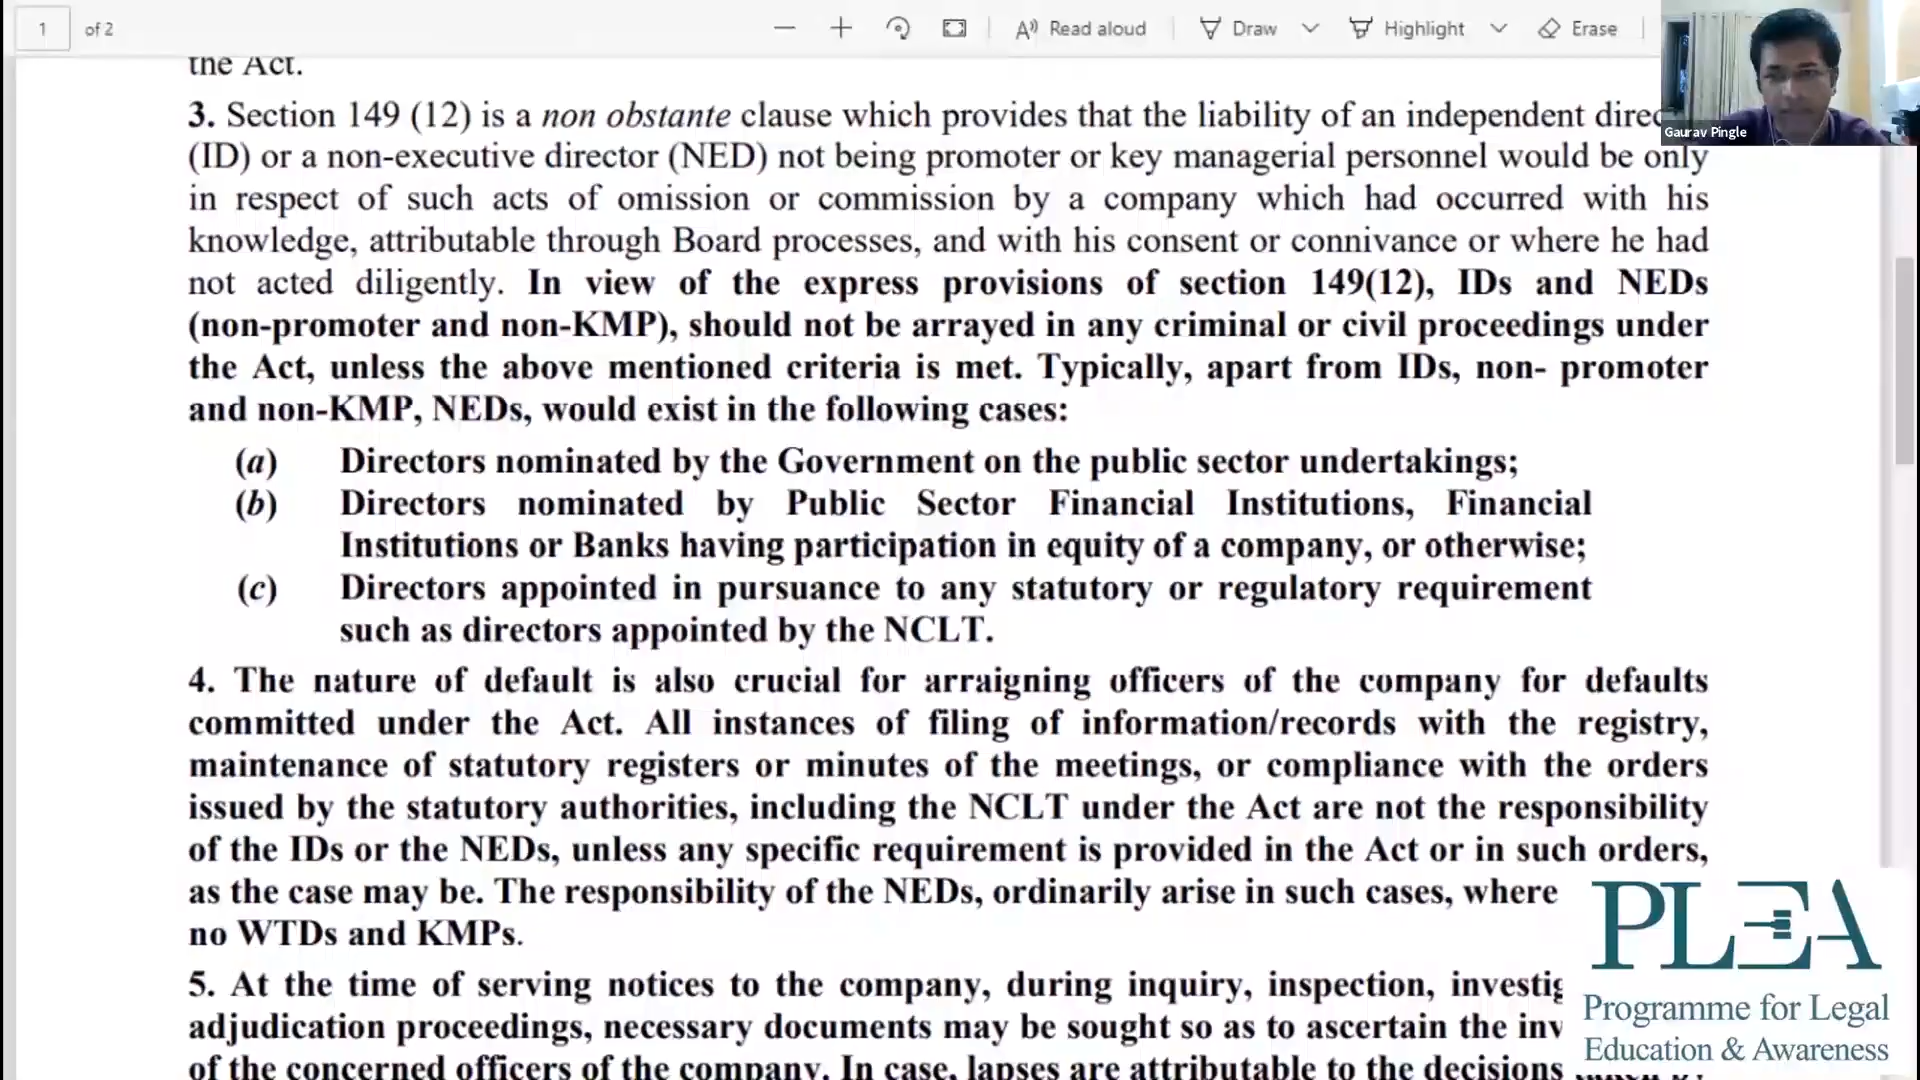 1 of 2 Read aloud Draw Highlight Erase
Gaurav Pingle
the Act.
3. Section 149 (12) is a non obstante clause which provides that the liability of an independent direc
(ID) or a non-executive director (NED) not being promoter or key managerial personnel would be only
in respect of such acts of omission or commission by a company which had occurred with his
knowledge, attributable through Board processes, and with his consent or connivance or where he had
not acted diligently. In view of the express provisions of section 149(12), IDs and NEDs
(non-promoter and non-KMP), should not be arrayed in any criminal or civil proceedings under
the Act, unless the above mentioned criteria is met. Typically, apart from IDs, non- promoter
and non-KMP, NEDs, would exist in the following cases:
(a) Directors nominated by the Government on the public sector undertakings;
(b) Directors nominated by Public Sector Financial Institutions, Financial
Institutions or Banks having participation in equity of a company, or otherwise;
(c) Directors appointed in pursuance to any statutory or regulatory requirement
such as directors appointed by the NCLT.
4. The nature of default is also crucial for arraigning officers of the company for defaults
committed under the Act. All instances of filing of information/records with the registry,
maintenance of statutory registers or minutes of the meetings, or compliance with the orders
issued by the statutory authorities, including the NCLT under the Act are not the responsibility
of the IDs or the NEDs, unless any specific requirement is provided in the Act or in such orders,
as the case may be. The responsibility of the NEDs, ordinarily arise in such cases, where
no WTDs and KMPs.
5. At the time of serving notices to the company, during inquiry, inspection, investig
adjudication proceedings, necessary documents may be sought so as to ascertain the inv
of the concerned officers of the company. In case, lapses are attributable to the decisions
PLEA
Programme for Legal
Education & Awareness